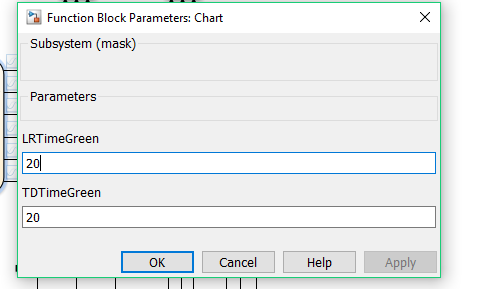 Function Block Parameters: Chart
Subsystem (mask)
Parameters
LRTimeGreen
20
TDTimeGreen
20
OK Cancel Help Apply